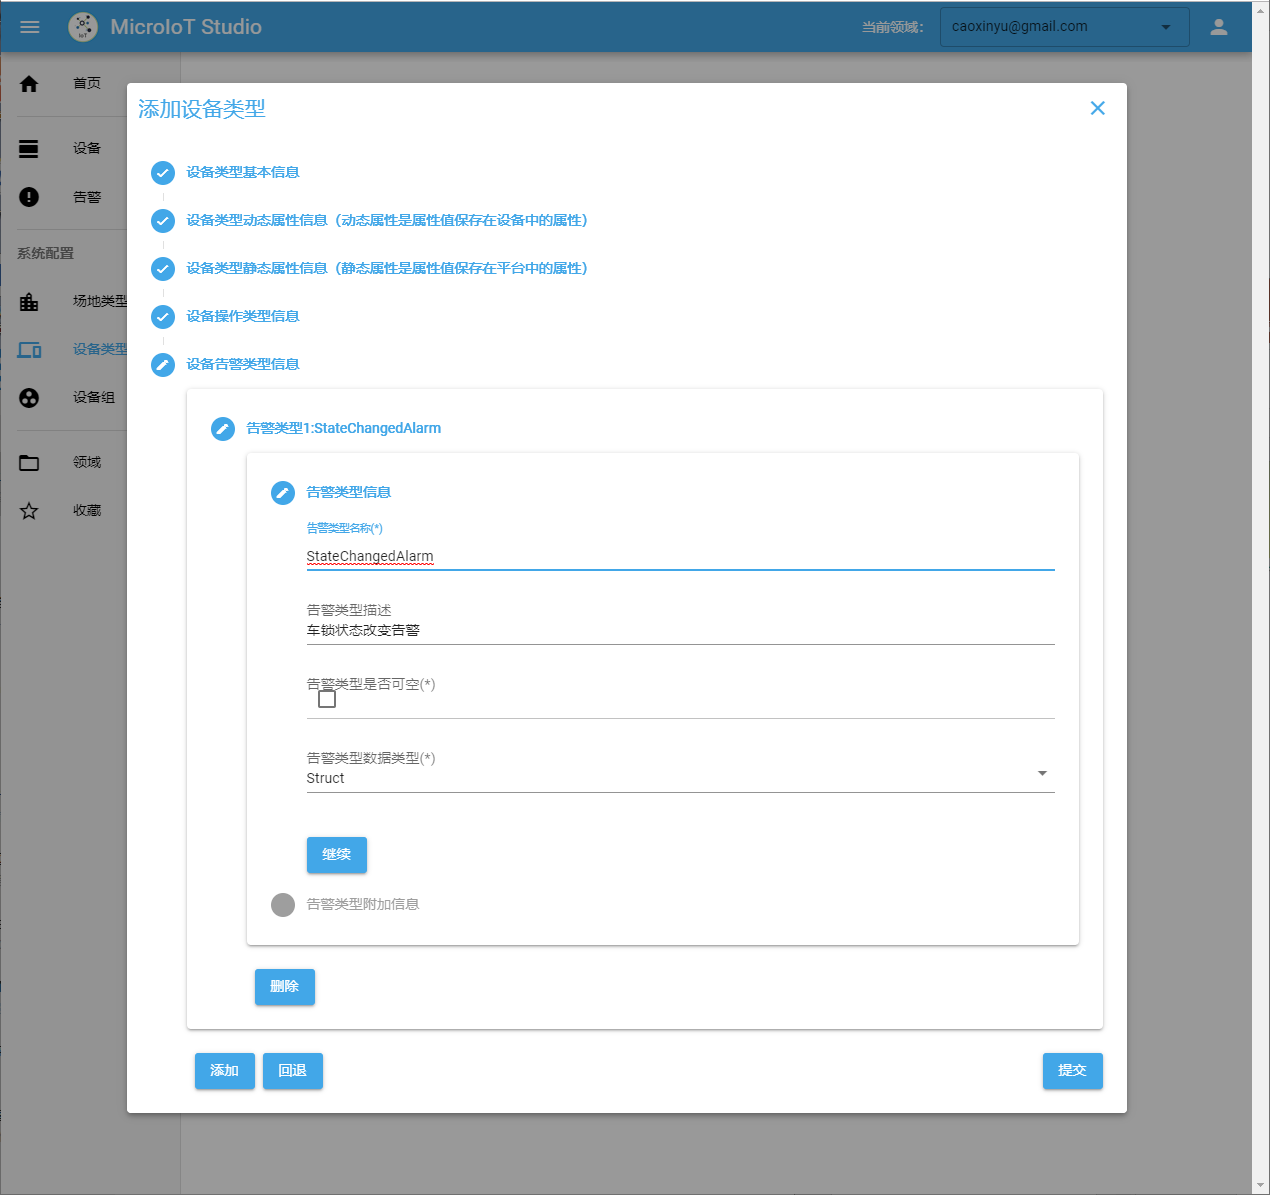 MicroIoT Studio
当前领域:
caoxinyu@gmail.com
首页
设备
告警
系统配置
场地类型
设备类型
设备组
领域
收藏
添加设备类型
设备类型基本信息
设备类型动态属性信息（动态属性是属性值保存在设备中的属性）
设备类型静态属性信息（静态属性是属性值保存在平台中的属性）
设备操作类型信息
设备告警类型信息
告警类型1:StateChangedAlarm
告警类型信息
告警类型名称(*)
StateChangedAlarm
告警类型描述
车锁状态改变告警
告警类型是否可空(*)
告警类型数据类型(*)
Struct
继续
告警类型附加信息
删除
添加
回退
提交